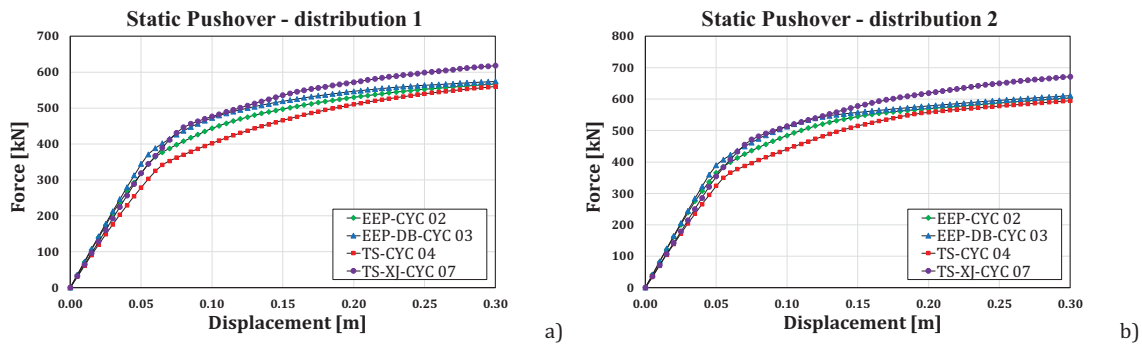 Static Pushover - distribution 1
700
600
500
400
300
200
100
0
Force [kN]
0.00 0.05 0.10 0.15 0.20 0.25 0.30
Displacement [m]
EEP-CYC 02
EEP-DB-CYC 03
TS-CYC 04
TS-XJ-CYC 07
a)
Static Pushover - distribution 2
800
700
600
500
400
300
200
100
0
Force [kN]
0.00 0.05 0.10 0.15 0.20 0.25 0.30
Displacement [m]
EEP-CYC 02
EEP-DB-CYC 03
TS-CYC 04
TS-XJ-CYC 07
b)